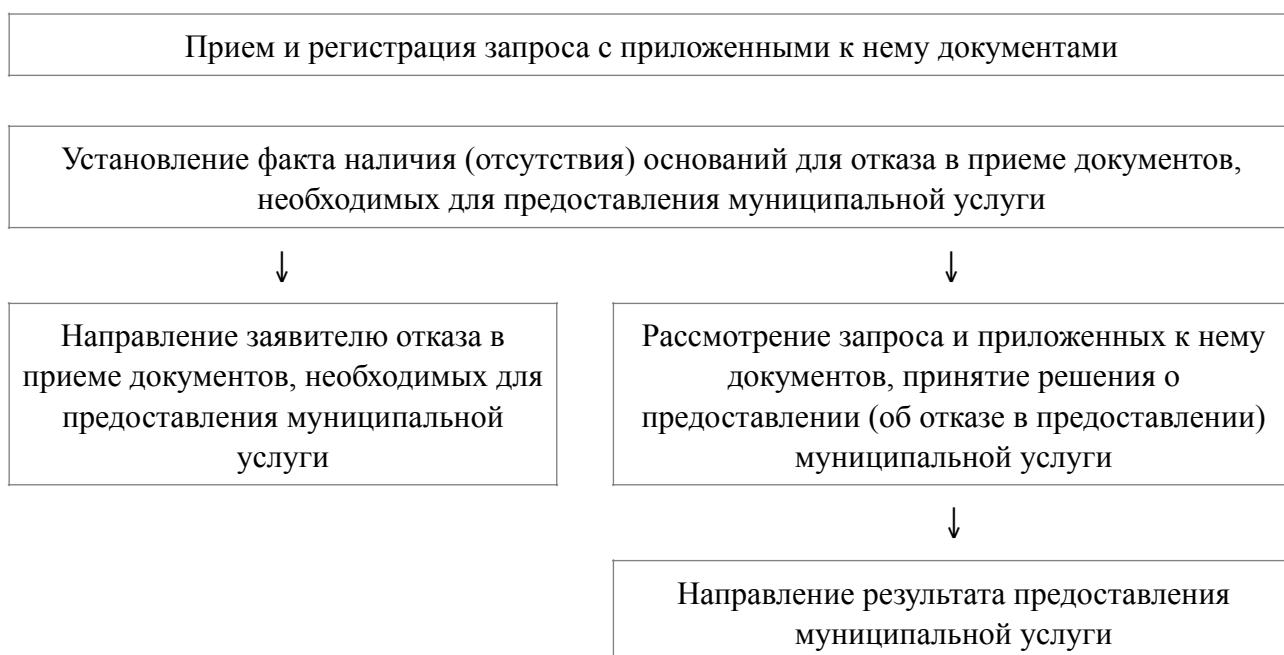 Прием и регистрация запроса с приложенными к нему документами
Установление факта наличия (отсутствия) оснований для отказа в приеме документов,
необходимых для предоставления муниципальной услуги
↓
↓
Направление заявителю отказа в
приеме документов, необходимых для
предоставления муниципальной
услуги
Рассмотрение запроса и приложенных к нему
документов, принятие решения о
предоставлении (об отказе в предоставлении)
муниципальной услуги
↓
Направление результата предоставления
муниципальной услуги